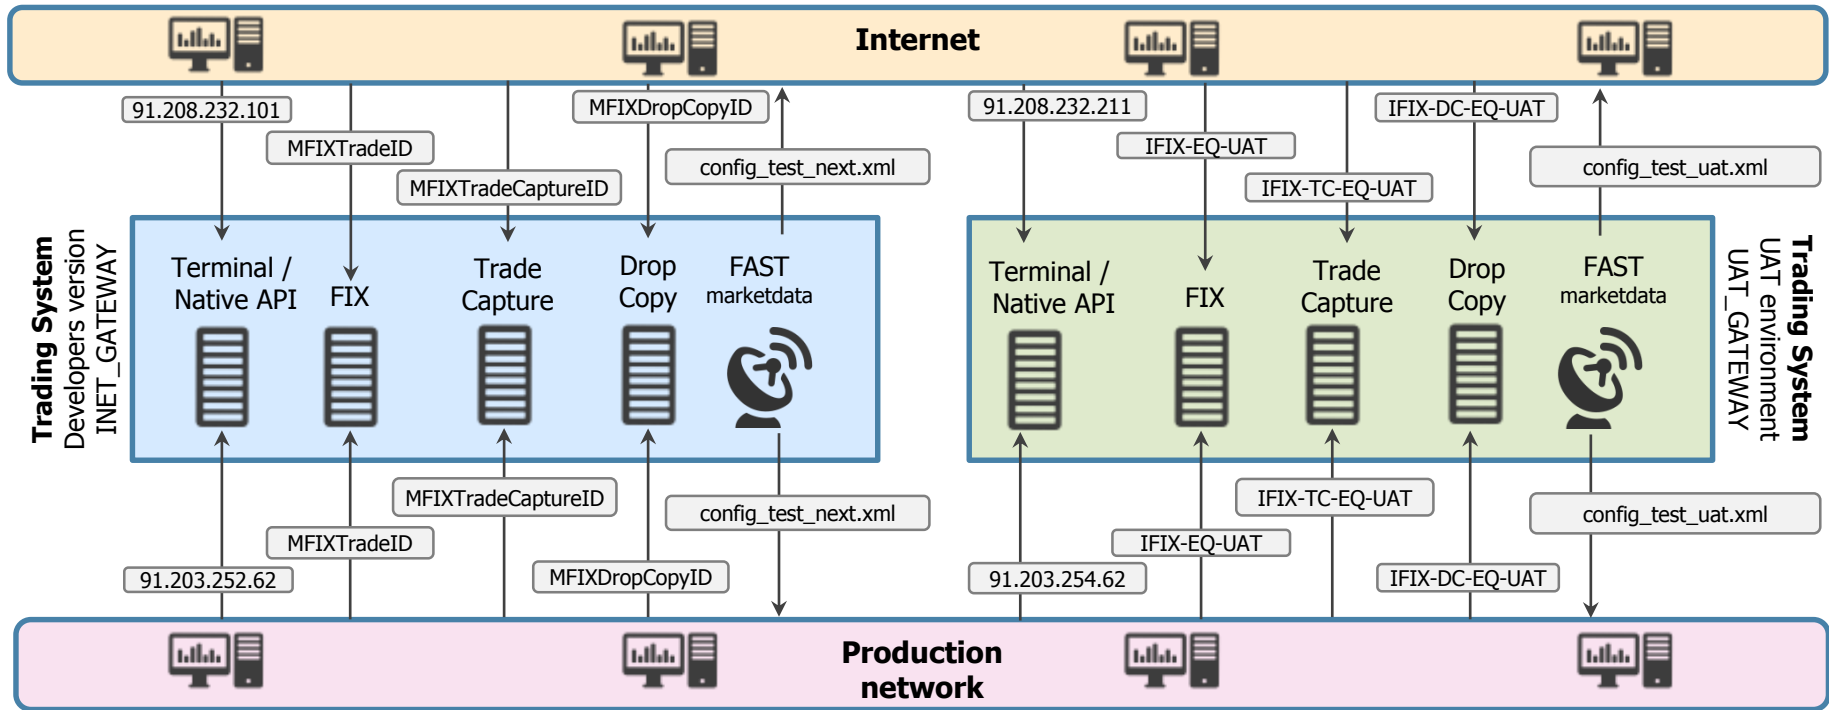 Internet
91.208.232.101
MFIXTradeID
MFIXTradeCaptureID
MFIXDropCopyID
config_test_next.xml
91.208.232.211
IFIX-EQ-UAT
IFIX-TC-EQ-UAT
IFIX-DC-EQ-UAT
config_test_uat.xml
Trading System
Developers version
INET_GATEWAY
Terminal /
Native API
FIX
Trade
Capture
Drop
Copy
FAST
marketdata
Terminal /
Native API
FIX
Trade
Capture
Drop
Copy
FAST
marketdata
Trading System
UAT environment
UAT_GATEWAY
91.203.252.62
MFIXTradeID
MFIXTradeCaptureID
MFIXDropCopyID
config_test_next.xml
91.203.254.62
IFIX-EQ-UAT
IFIX-TC-EQ-UAT
IFIX-DC-EQ-UAT
config_test_uat.xml
Production
network